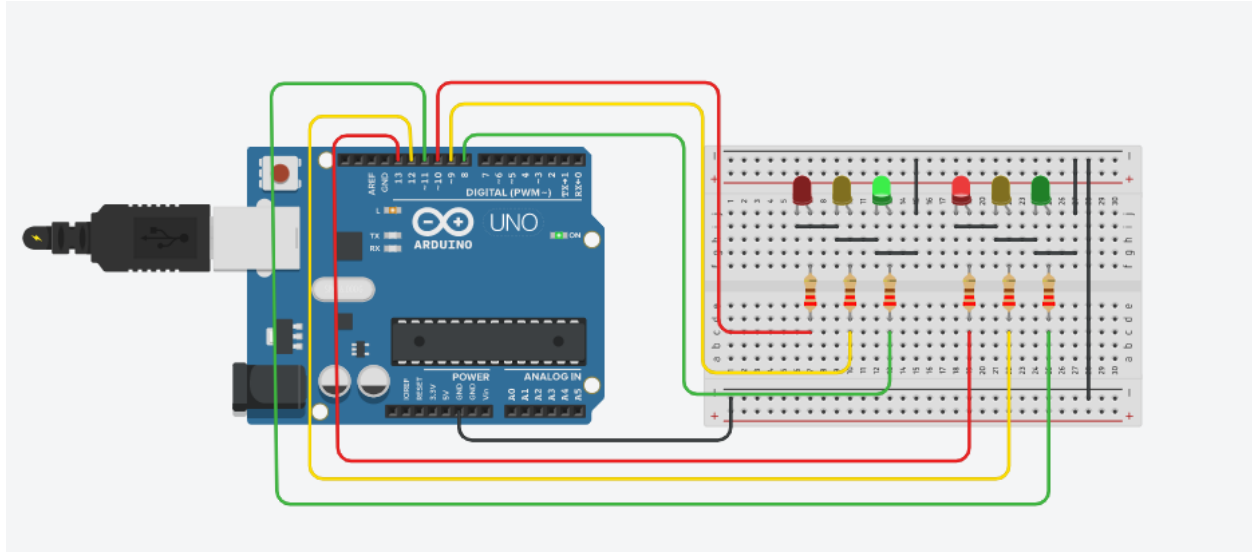 AREF
GND
13
12
~11
~10
~9
8
7
~6
~5
4
~3
2
TX→1
RX←0
DIGITAL (PWM~)
L
TX
RX
UNO
ARDUINO
ON
POWER
ANALOG IN
IOREF
RESET
3.3V
5V
GND
GND
Vin
A0
A1
A2
A3
A4
A5
− −
+ +
j j
i i
h h
g g
f f
e e
d d
c c
b b
a a
− −
+ +